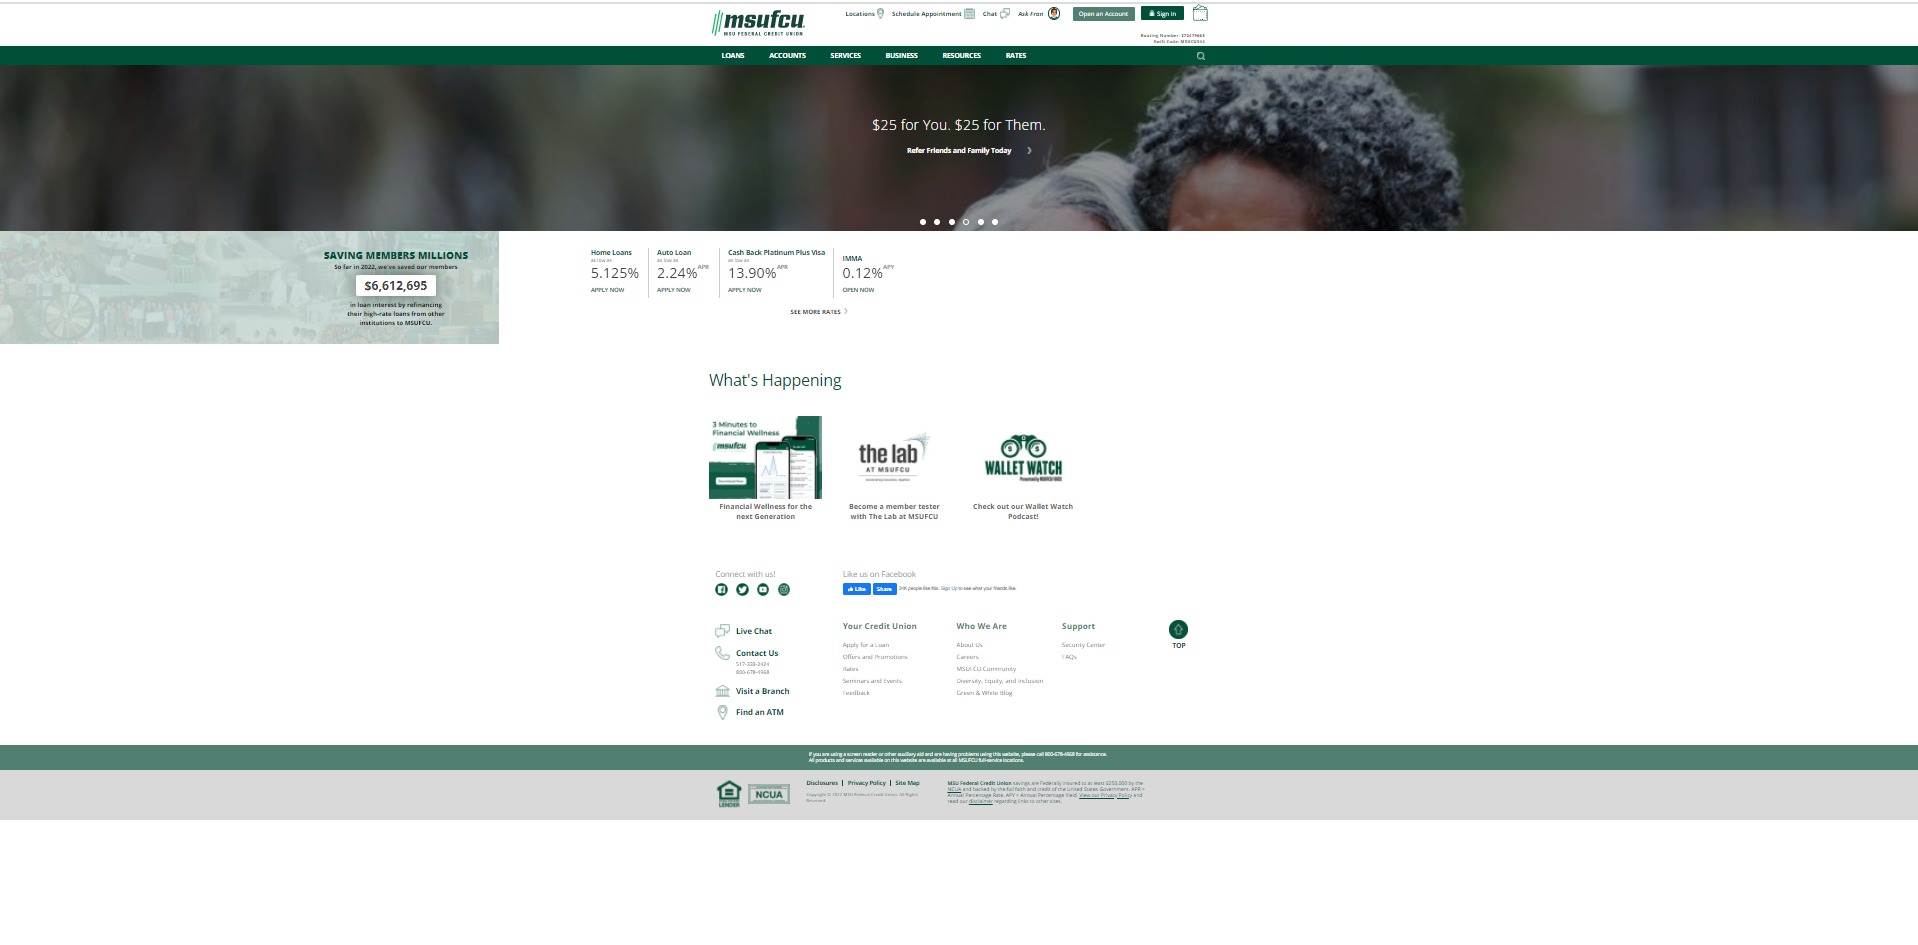 msufcu
MSU FEDERAL CREDIT UNION
Locations
Schedule Appointment
Chat
Ask Fran
Open an Account
Sign In
Routing Number: 272479663
Swift Code:
LOANS ACCOUNTS SERVICES BUSINESS RESOURCES RATES
$25 for You. $25 for Them.
Refer Friends and Family Today
SAVING MEMBERS MILLIONS
So far in 2022, we've saved our members
$6,612,695
in loan interest by refinancing
their high-rate loans from other
institutions to MSUFCU.
Home Loans
as low as
5.125%
APPLY NOW
Auto Loan
as low as
2.24% APR
APPLY NOW
Cash Back Platinum Plus Visa
as low as
13.90% APR
APPLY NOW
IMMA
0.12% APY
OPEN NOW
SEE MORE RATES
What's Happening
3 Minutes to
Financial Wellness
msufcu
Download Now
Financial Wellness for the
next Generation
the lab
AT MSUFCU
Become a member tester
with The Lab at MSUFCU
WALLET WATCH
Check out our Wallet Watch
Podcast!
Connect with us!
Like us on Facebook
Like Share 24K people like this. Sign Up to see what your friends like.
Live Chat
Contact Us
517-333-2424
800-678-4968
Visit a Branch
Find an ATM
Your Credit Union
Apply for a Loan
Offers and Promotions
Rates
Seminars and Events
Feedback
Who We Are
About Us
Careers
MSUFCU Community
Diversity, Equity, and Inclusion
Green & White Blog
Support
Security Center
FAQs
TOP
If you are using a screen reader or other auxiliary aid and are having problems using this website, please call 800-678-4968 for assistance.
All products and services available on this website are available at all MSUFCU full-service locations.
LENDER
NCUA
Disclosures | Privacy Policy | Site Map
Copyright © 2022 MSU Federal Credit Union. All Rights
Reserved.
MSU Federal Credit Union savings are Federally insured to at least $250,000 by the
NCUA and backed by the full faith and credit of the United States Government. APR =
Annual Percentage Rate. APY = Annual Percentage Yield. View our Privacy Policy and
read our disclaimer regarding links to other sites.